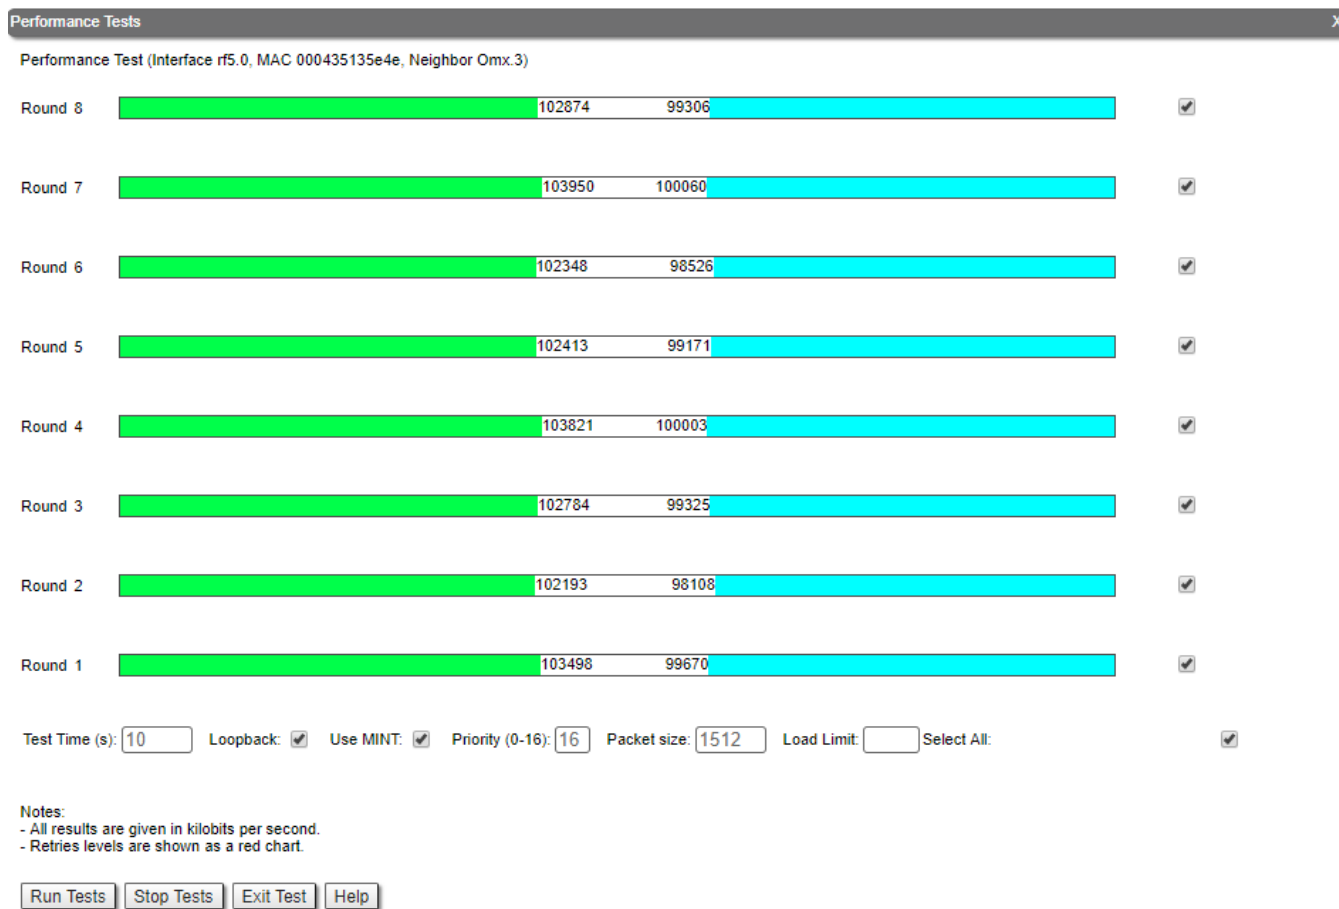 Performance Tests X
Performance Test (Interface rf5.0, MAC 000435135e4e, Neighbor Omx.3)
Round 8 102874 99306
Round 7 103950 100060
Round 6 102348 98526
Round 5 102413 99171
Round 4 103821 100003
Round 3 102784 99325
Round 2 102193 98108
Round 1 103498 99670
Test Time (s): 10 Loopback: Use MINT: Priority (0-16): 16 Packet size: 1512 Load Limit: Select All:
Notes:
- All results are given in kilobits per second.
- Retries levels are shown as a red chart.
Run Tests Stop Tests Exit Test Help